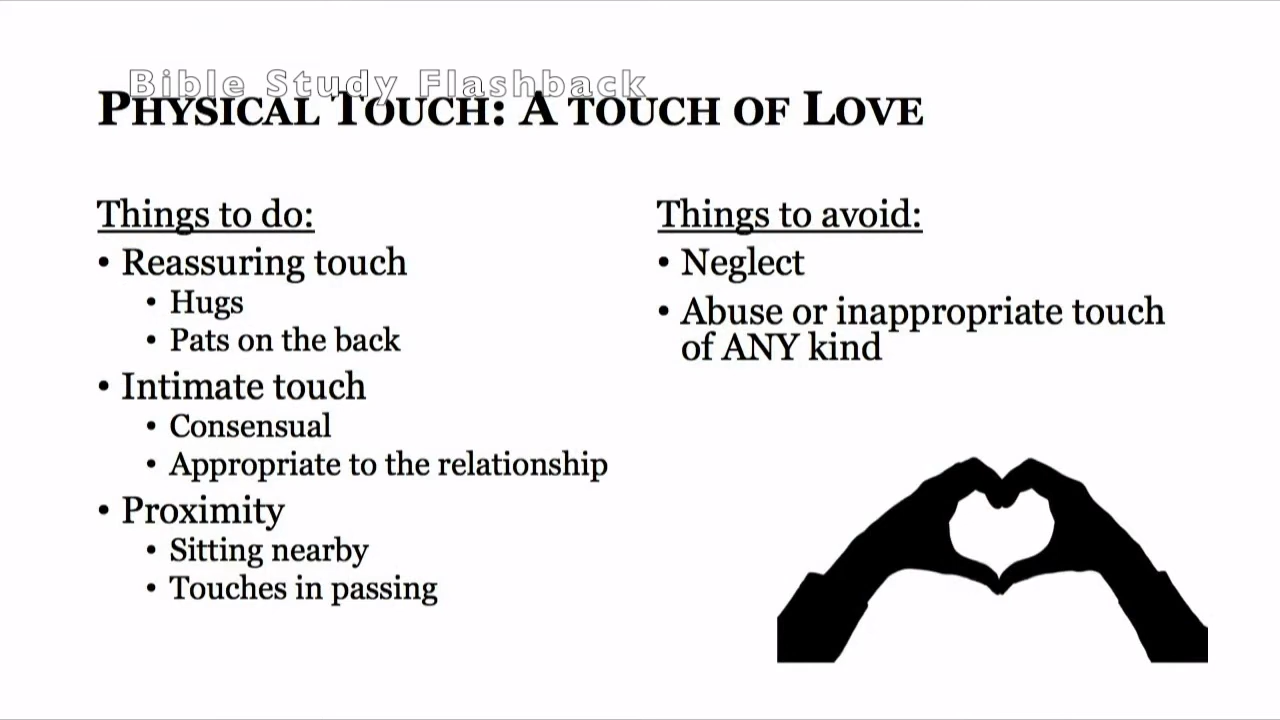 Bible Study Flashback
PHYSICAL TOUCH: A TOUCH OF LOVE
Things to do:
• Reassuring touch
• Hugs
• Pats on the back
• Intimate touch
• Consensual
• Appropriate to the relationship
• Proximity
• Sitting nearby
• Touches in passing
Things to avoid:
• Neglect
• Abuse or inappropriate touch
of ANY kind